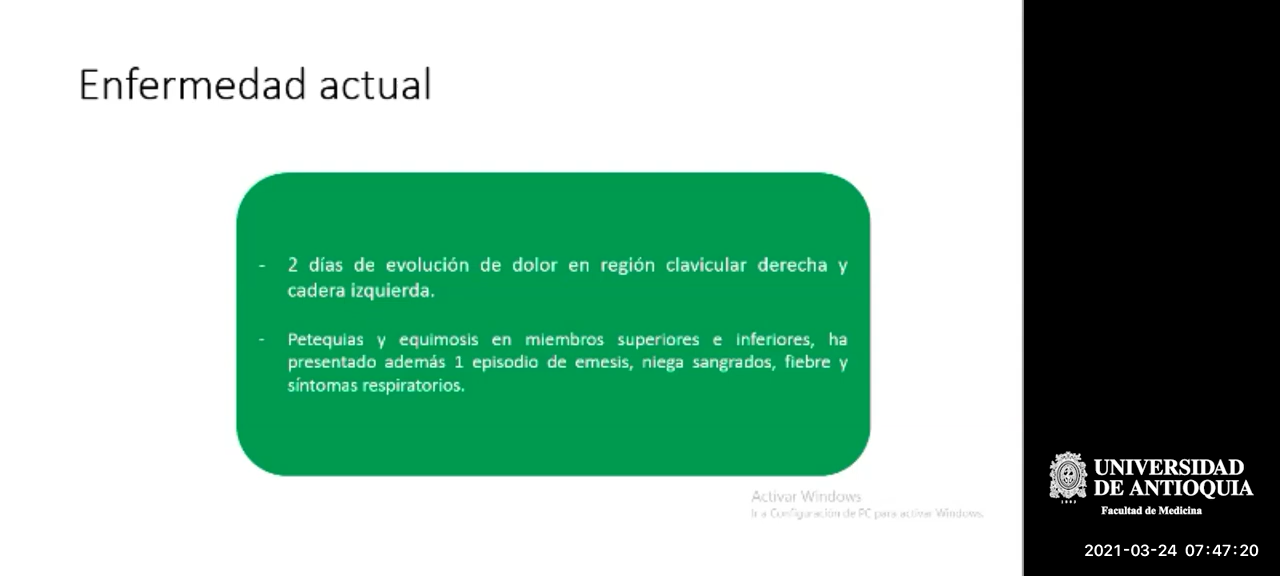 Enfermedad actual
- 2 días de evolución de dolor en región clavicular derecha y
cadera izquierda.
- Petequias y equimosis en miembros superiores e inferiores, ha
presentado además 1 episodio de emesis, niega sangrados, fiebre y
síntomas respiratorios.
Activar Windows
Ir a Configuración de PC para activar Windows.
UNIVERSIDAD
DE ANTIOQUIA
1803
Facultad de Medicina
2021-03-24 07:47:20